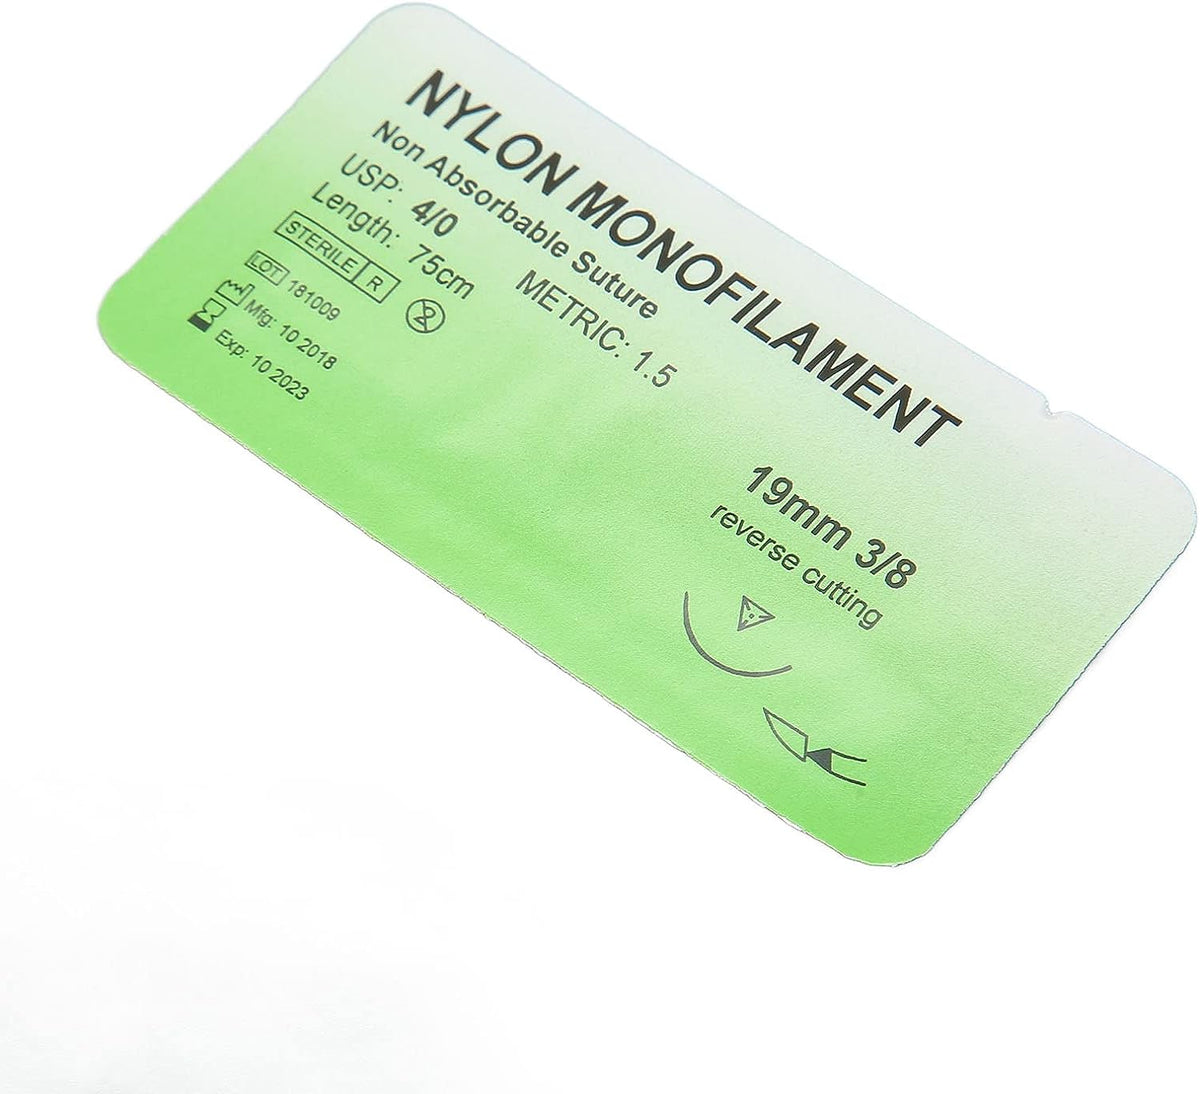 NYLON MONOFILAMENT
Non Absorbable Suture
USP: 4/0 METRIC: 1.5
Length: 75cm
STERILE R
2
LOT 181009
Mfg: 10 2018
Exp: 10 2023
19mm 3/8
reverse cutting